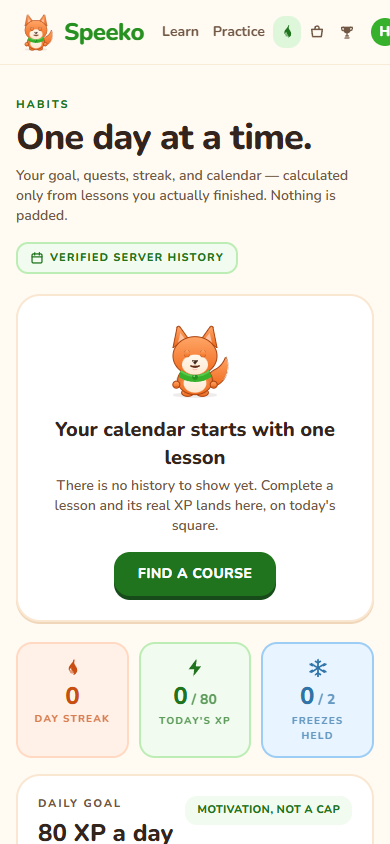 Speeko Learn Practice H
HABITS
One day at a time.
Your goal, quests, streak, and calendar — calculated
only from lessons you actually finished. Nothing is
padded.
VERIFIED SERVER HISTORY
Your calendar starts with one
lesson
There is no history to show yet. Complete a
lesson and its real XP lands here, on today's
square.
FIND A COURSE
0
DAY STREAK
0 / 80
TODAY'S XP
0 / 2
FREEZES
HELD
DAILY GOAL
MOTIVATION, NOT A CAP
80 XP a day